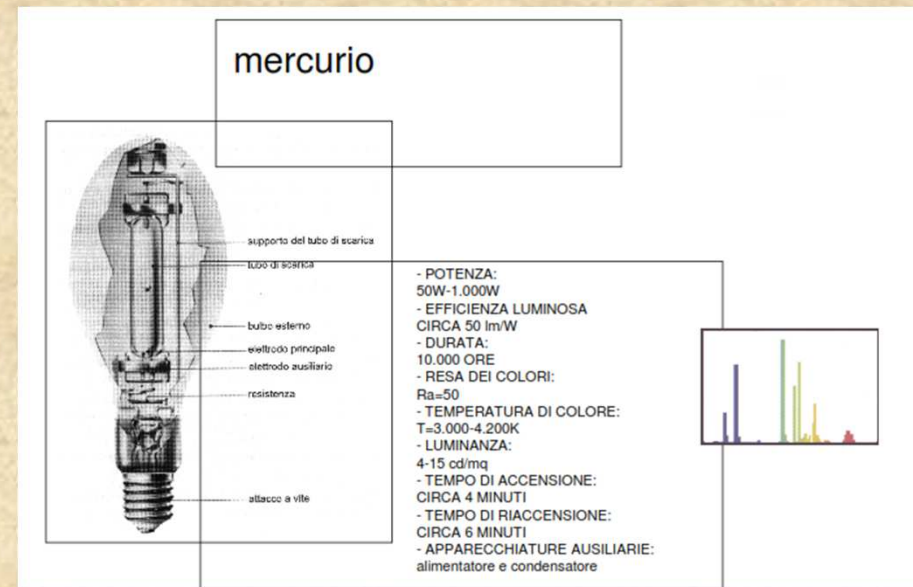 mercurio
supporto del tubo di scarica
tubo di scarica
bulbo esterno
elettrodo principale
elettrodo ausiliario
resistenza
attacco a vite
- POTENZA:
50W-1.000W
- EFFICIENZA LUMINOSA
CIRCA 50 lm/W
- DURATA:
10.000 ORE
- RESA DEI COLORI:
Ra=50
- TEMPERATURA DI COLORE:
T=3.000-4.200K
- LUMINANZA:
4-15 cd/mq
- TEMPO DI ACCENSIONE:
CIRCA 4 MINUTI
- TEMPO DI RIACCENSIONE:
CIRCA 6 MINUTI
- APPARECCHIATURE AUSILIARIE:
alimentatore e condensatore